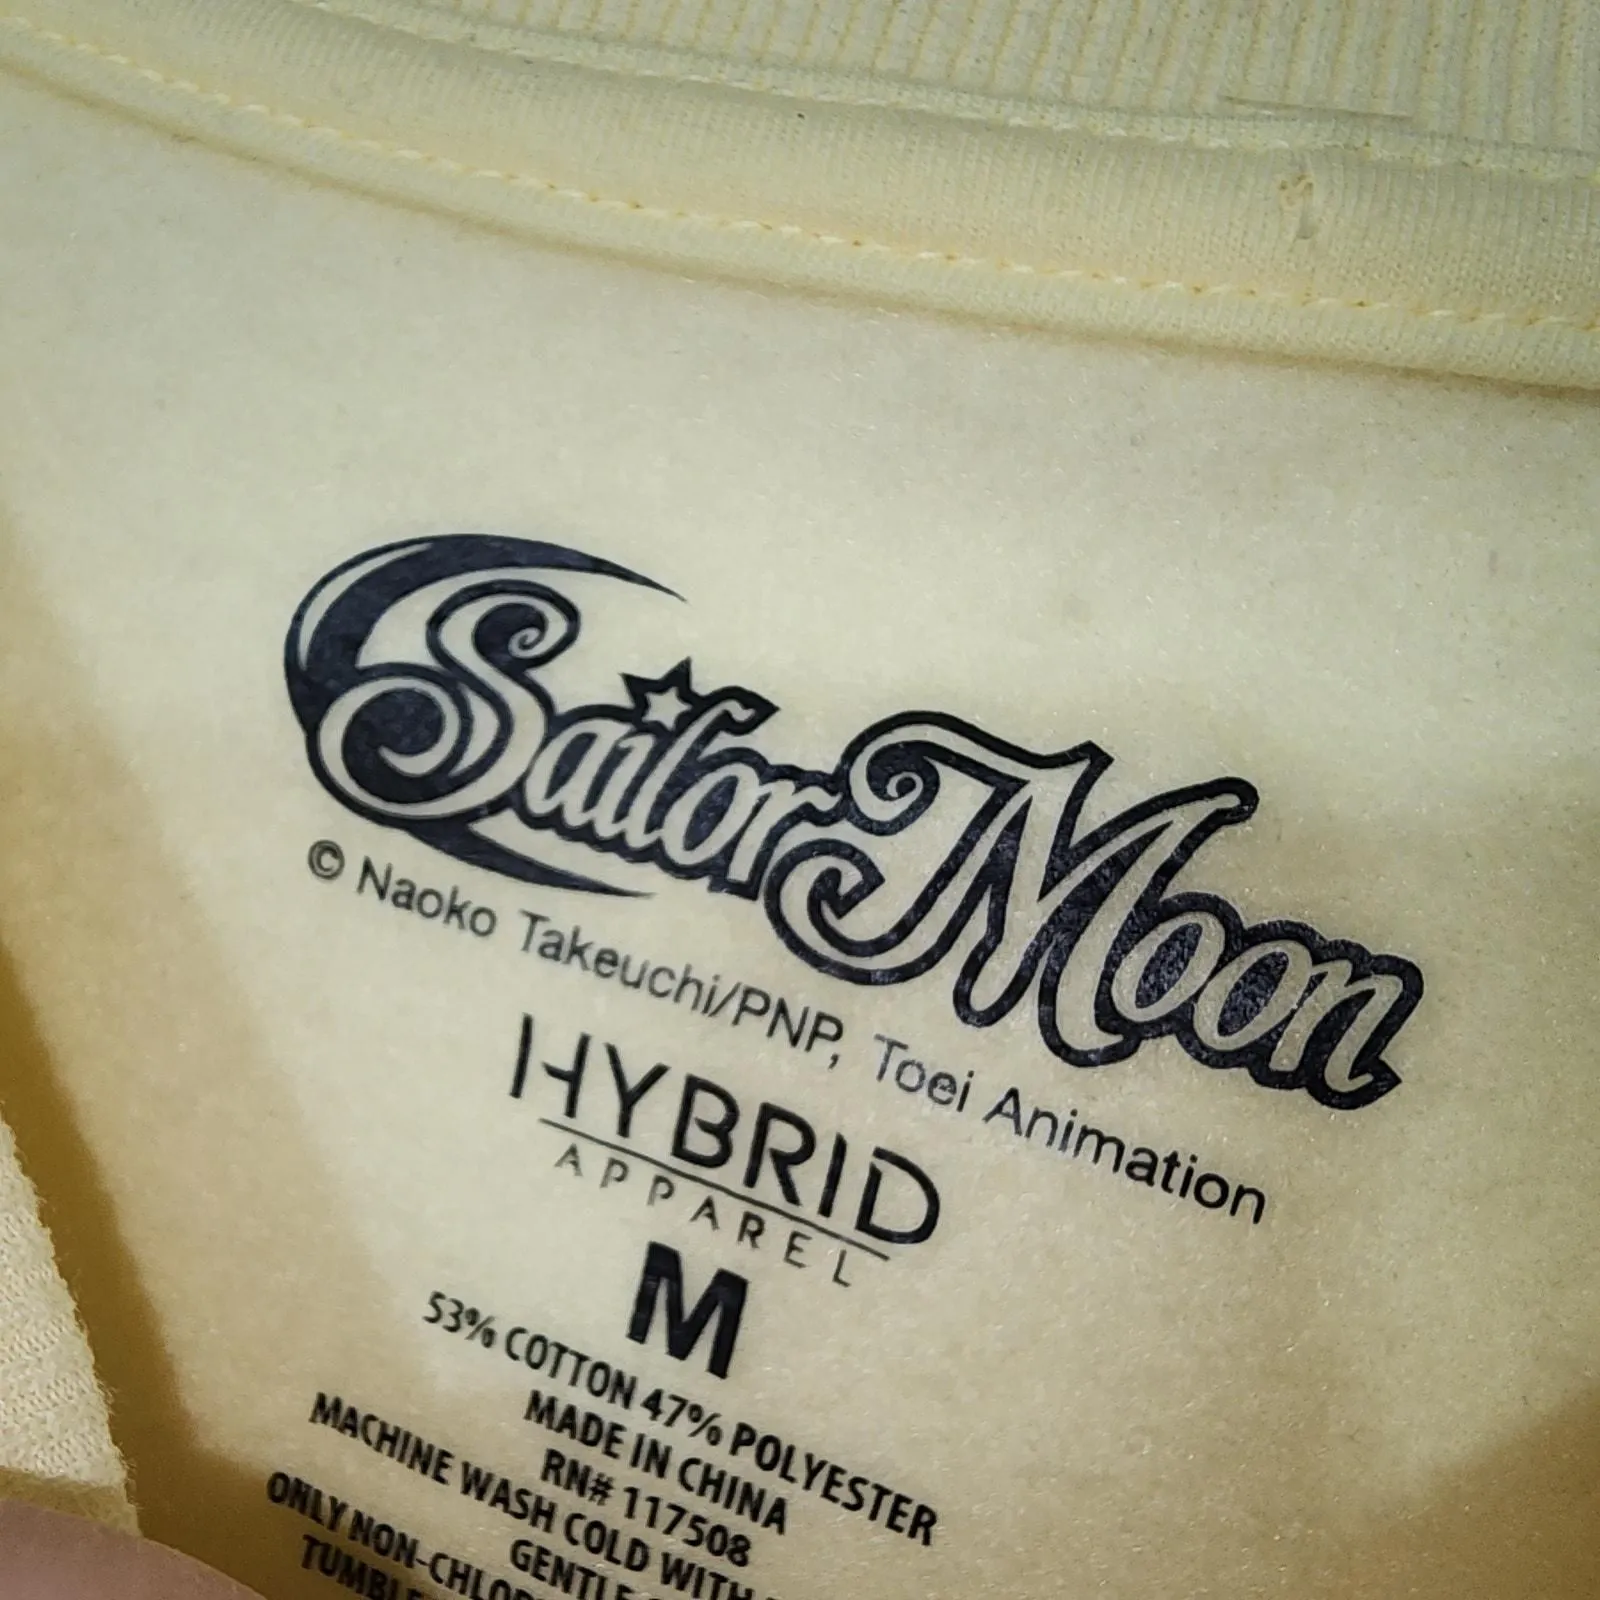 Sailor Moon
© Naoko Takeuchi/PNP, Toei Animation
HYBRID
APPAREL
M
53% COTTON 47% POLYESTER
MADE IN CHINA
RN# 117508
MACHINE WASH COLD WITH
GENTLE
ONLY NON-CHLOR
TUMBLE